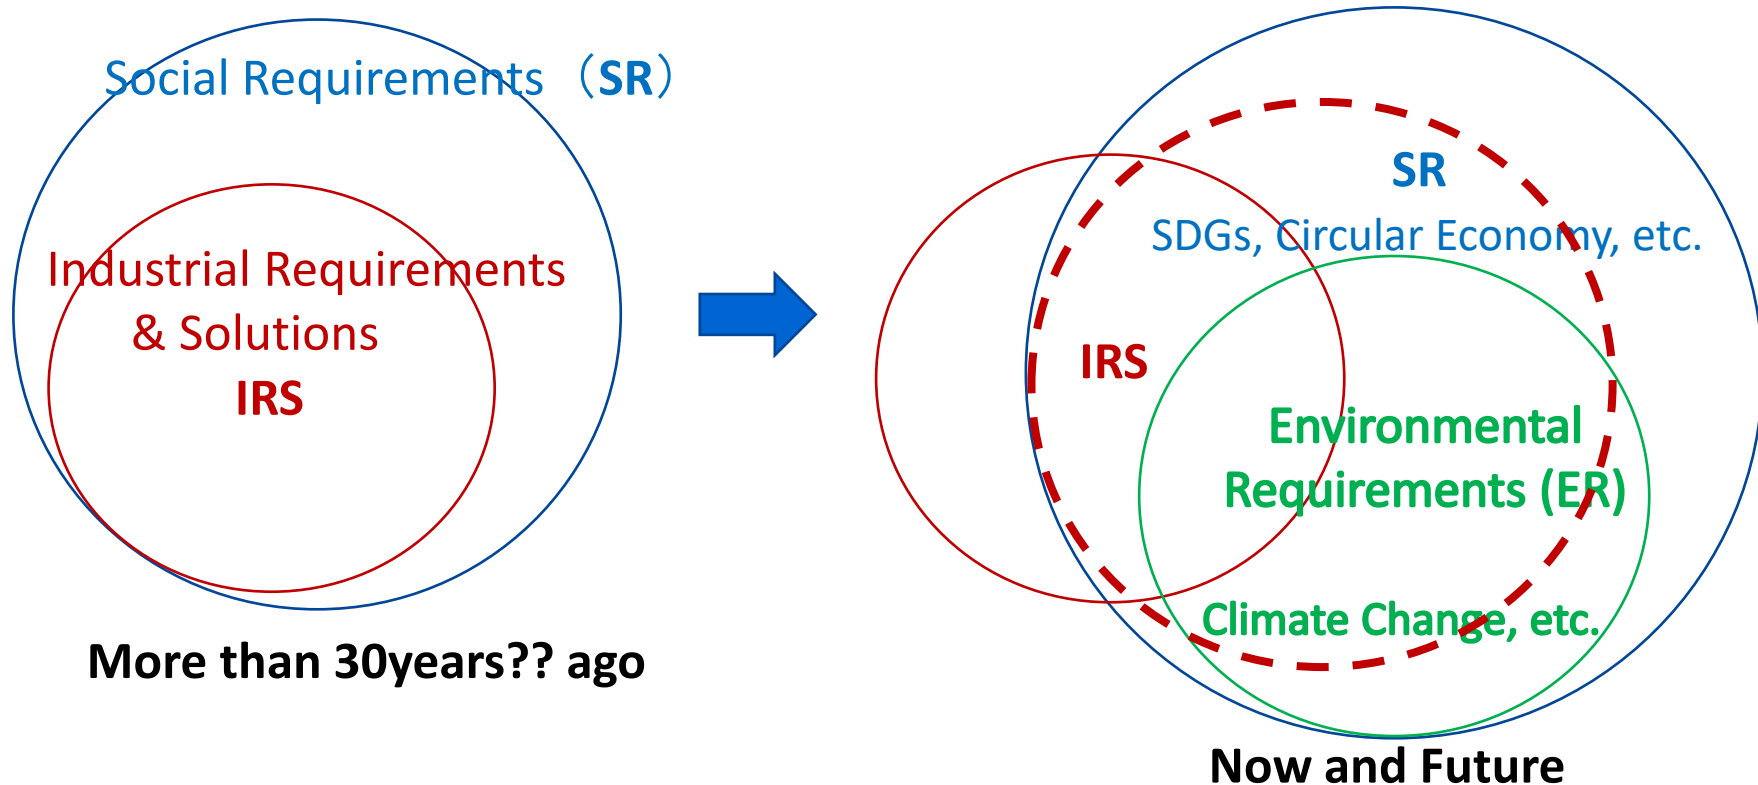 Social Requirements（SR）
Industrial Requirements
& Solutions
IRS
More than 30years?? ago
SR
SDGs, Circular Economy, etc.
IRS
Environmental
Requirements (ER)
Climate Change, etc.
Now and Future